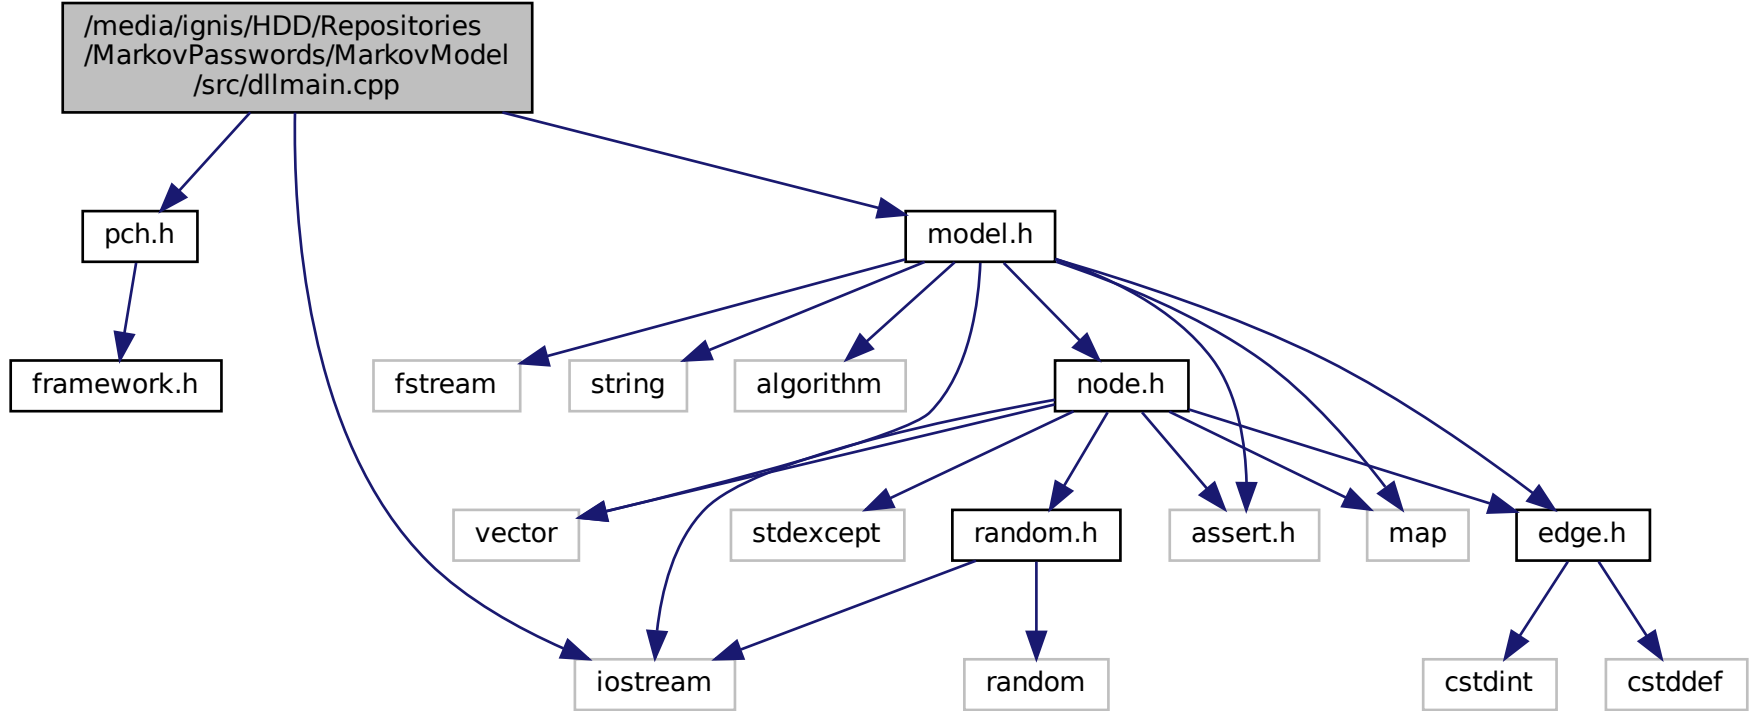 /media/ignis/HDD/Repositories
/MarkovPasswords/MarkovModel
/src/dllmain.cpp
pch.h
model.h
framework.h
fstream
string
algorithm
node.h
vector
stdexcept
random.h
assert.h
map
edge.h
iostream
random
cstdint
cstddef